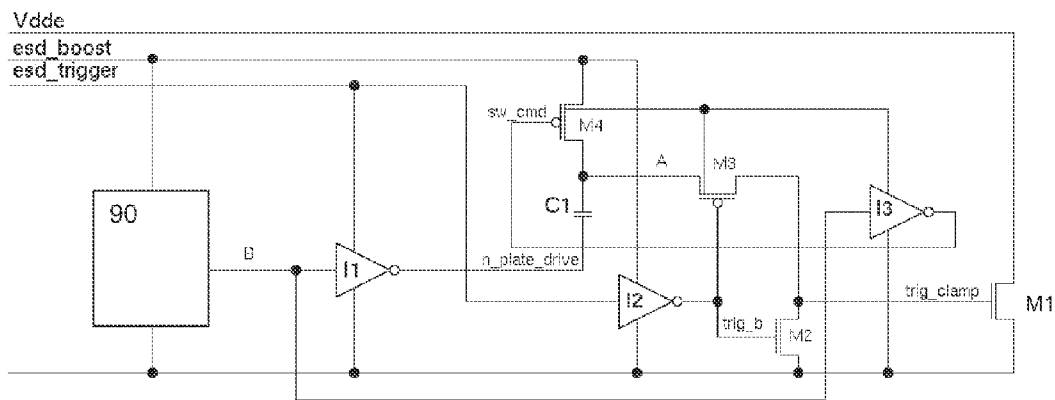 Vdde
esd_boost
esd_trigger
sw_cmd
M4
A
M3
90
C1
I3
B
I1
n_plate_drive
I2
trig_clamp
M1
trig_b
M2